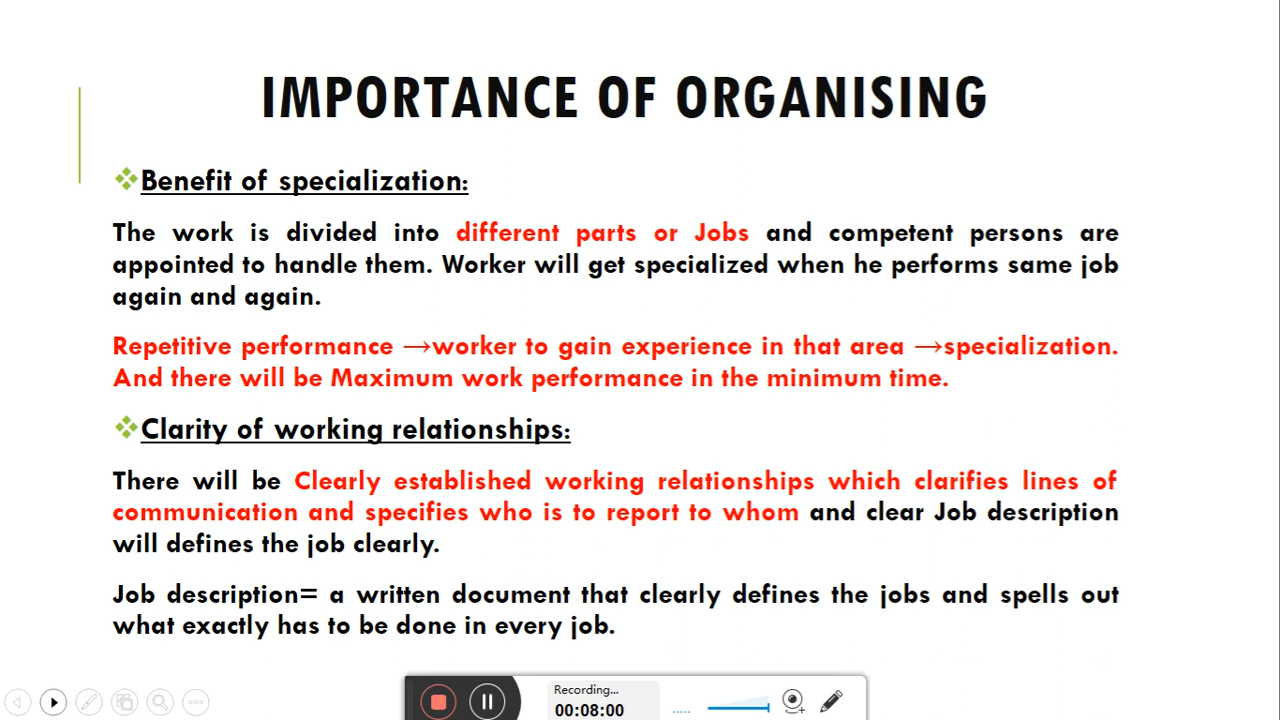 IMPORTANCE OF ORGANISING
Benefit of specialization:
The work is divided into different parts or Jobs and competent persons are
appointed to handle them. Worker will get specialized when he performs same job
again and again.
Repetitive performance →worker to gain experience in that area →specialization.
And there will be Maximum work performance in the minimum time.
Clarity of working relationships:
There will be Clearly established working relationships which clarifies lines of
communication and specifies who is to report to whom and clear Job description
will defines the job clearly.
Job description= a written document that clearly defines the jobs and spells out
what exactly has to be done in every job.
Recording...
00:08:00